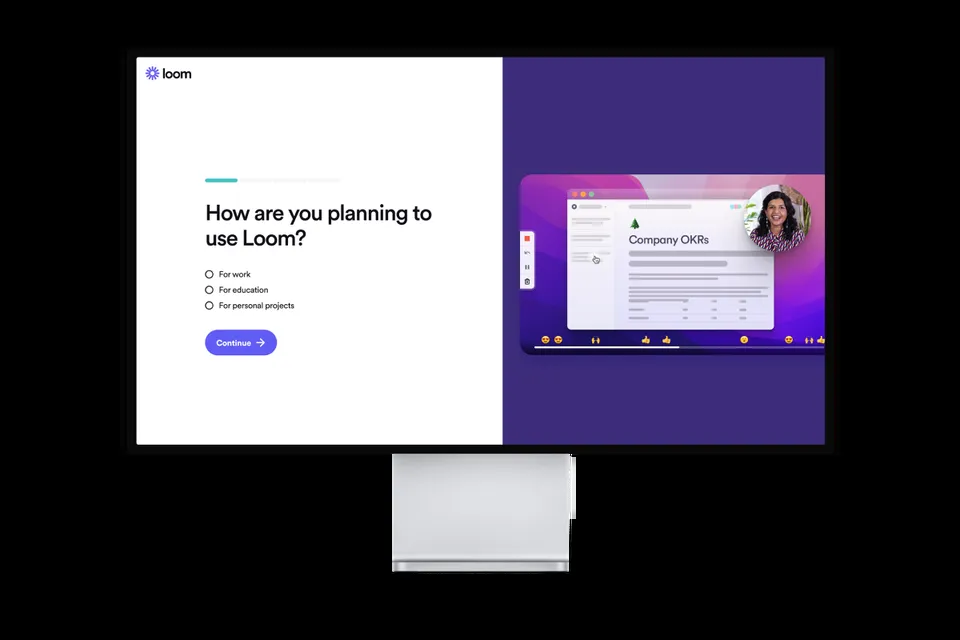 loom
How are you planning to
use Loom?
For work
For education
For personal projects
Continue
Company OKRs